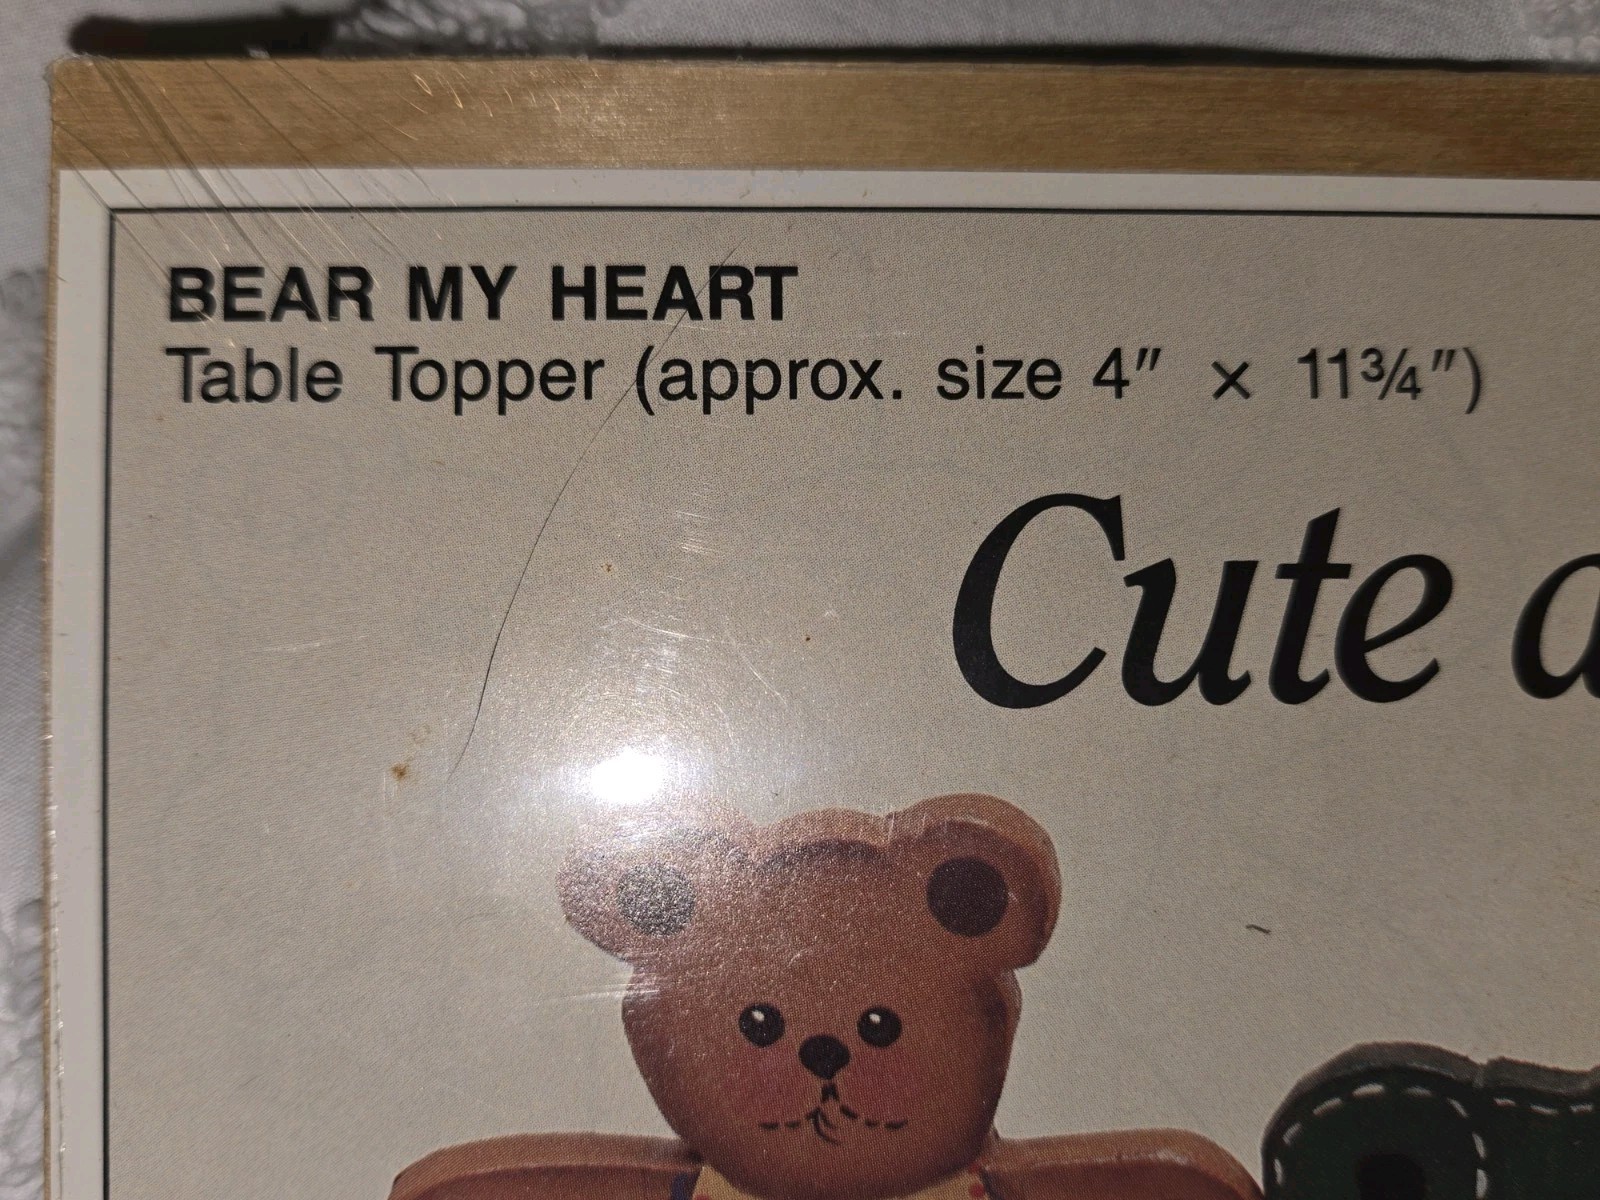 BEAR MY HEART
Table Topper (approx. size 4" × 11¾")
Cute